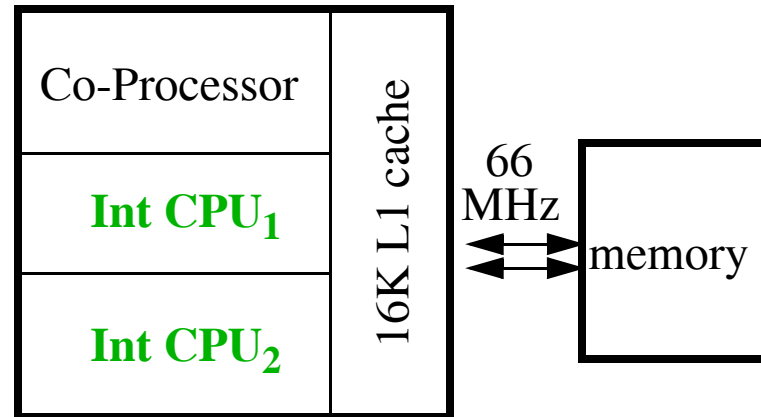 Co-Processor
Int CPU₁
Int CPU₂
16K L1 cache
66
MHz
memory